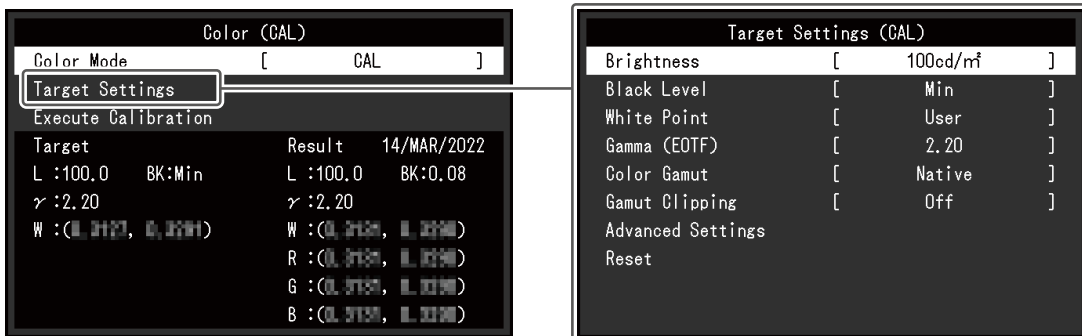 Color (CAL)
Color Mode [ CAL ]
Target Settings
Execute Calibration
Target Result 14/MAR/2022
L :100.0 BK:Min L :100.0 BK:0.08
γ :2.20 γ :2.20
W :( , ) W :( , )
R :( , )
G :( , )
B :( , )
Target Settings (CAL)
Brightness [ 100cd/㎡ ]
Black Level [ Min ]
White Point [ User ]
Gamma (EOTF) [ 2.20 ]
Color Gamut [ Native ]
Gamut Clipping [ Off ]
Advanced Settings
Reset